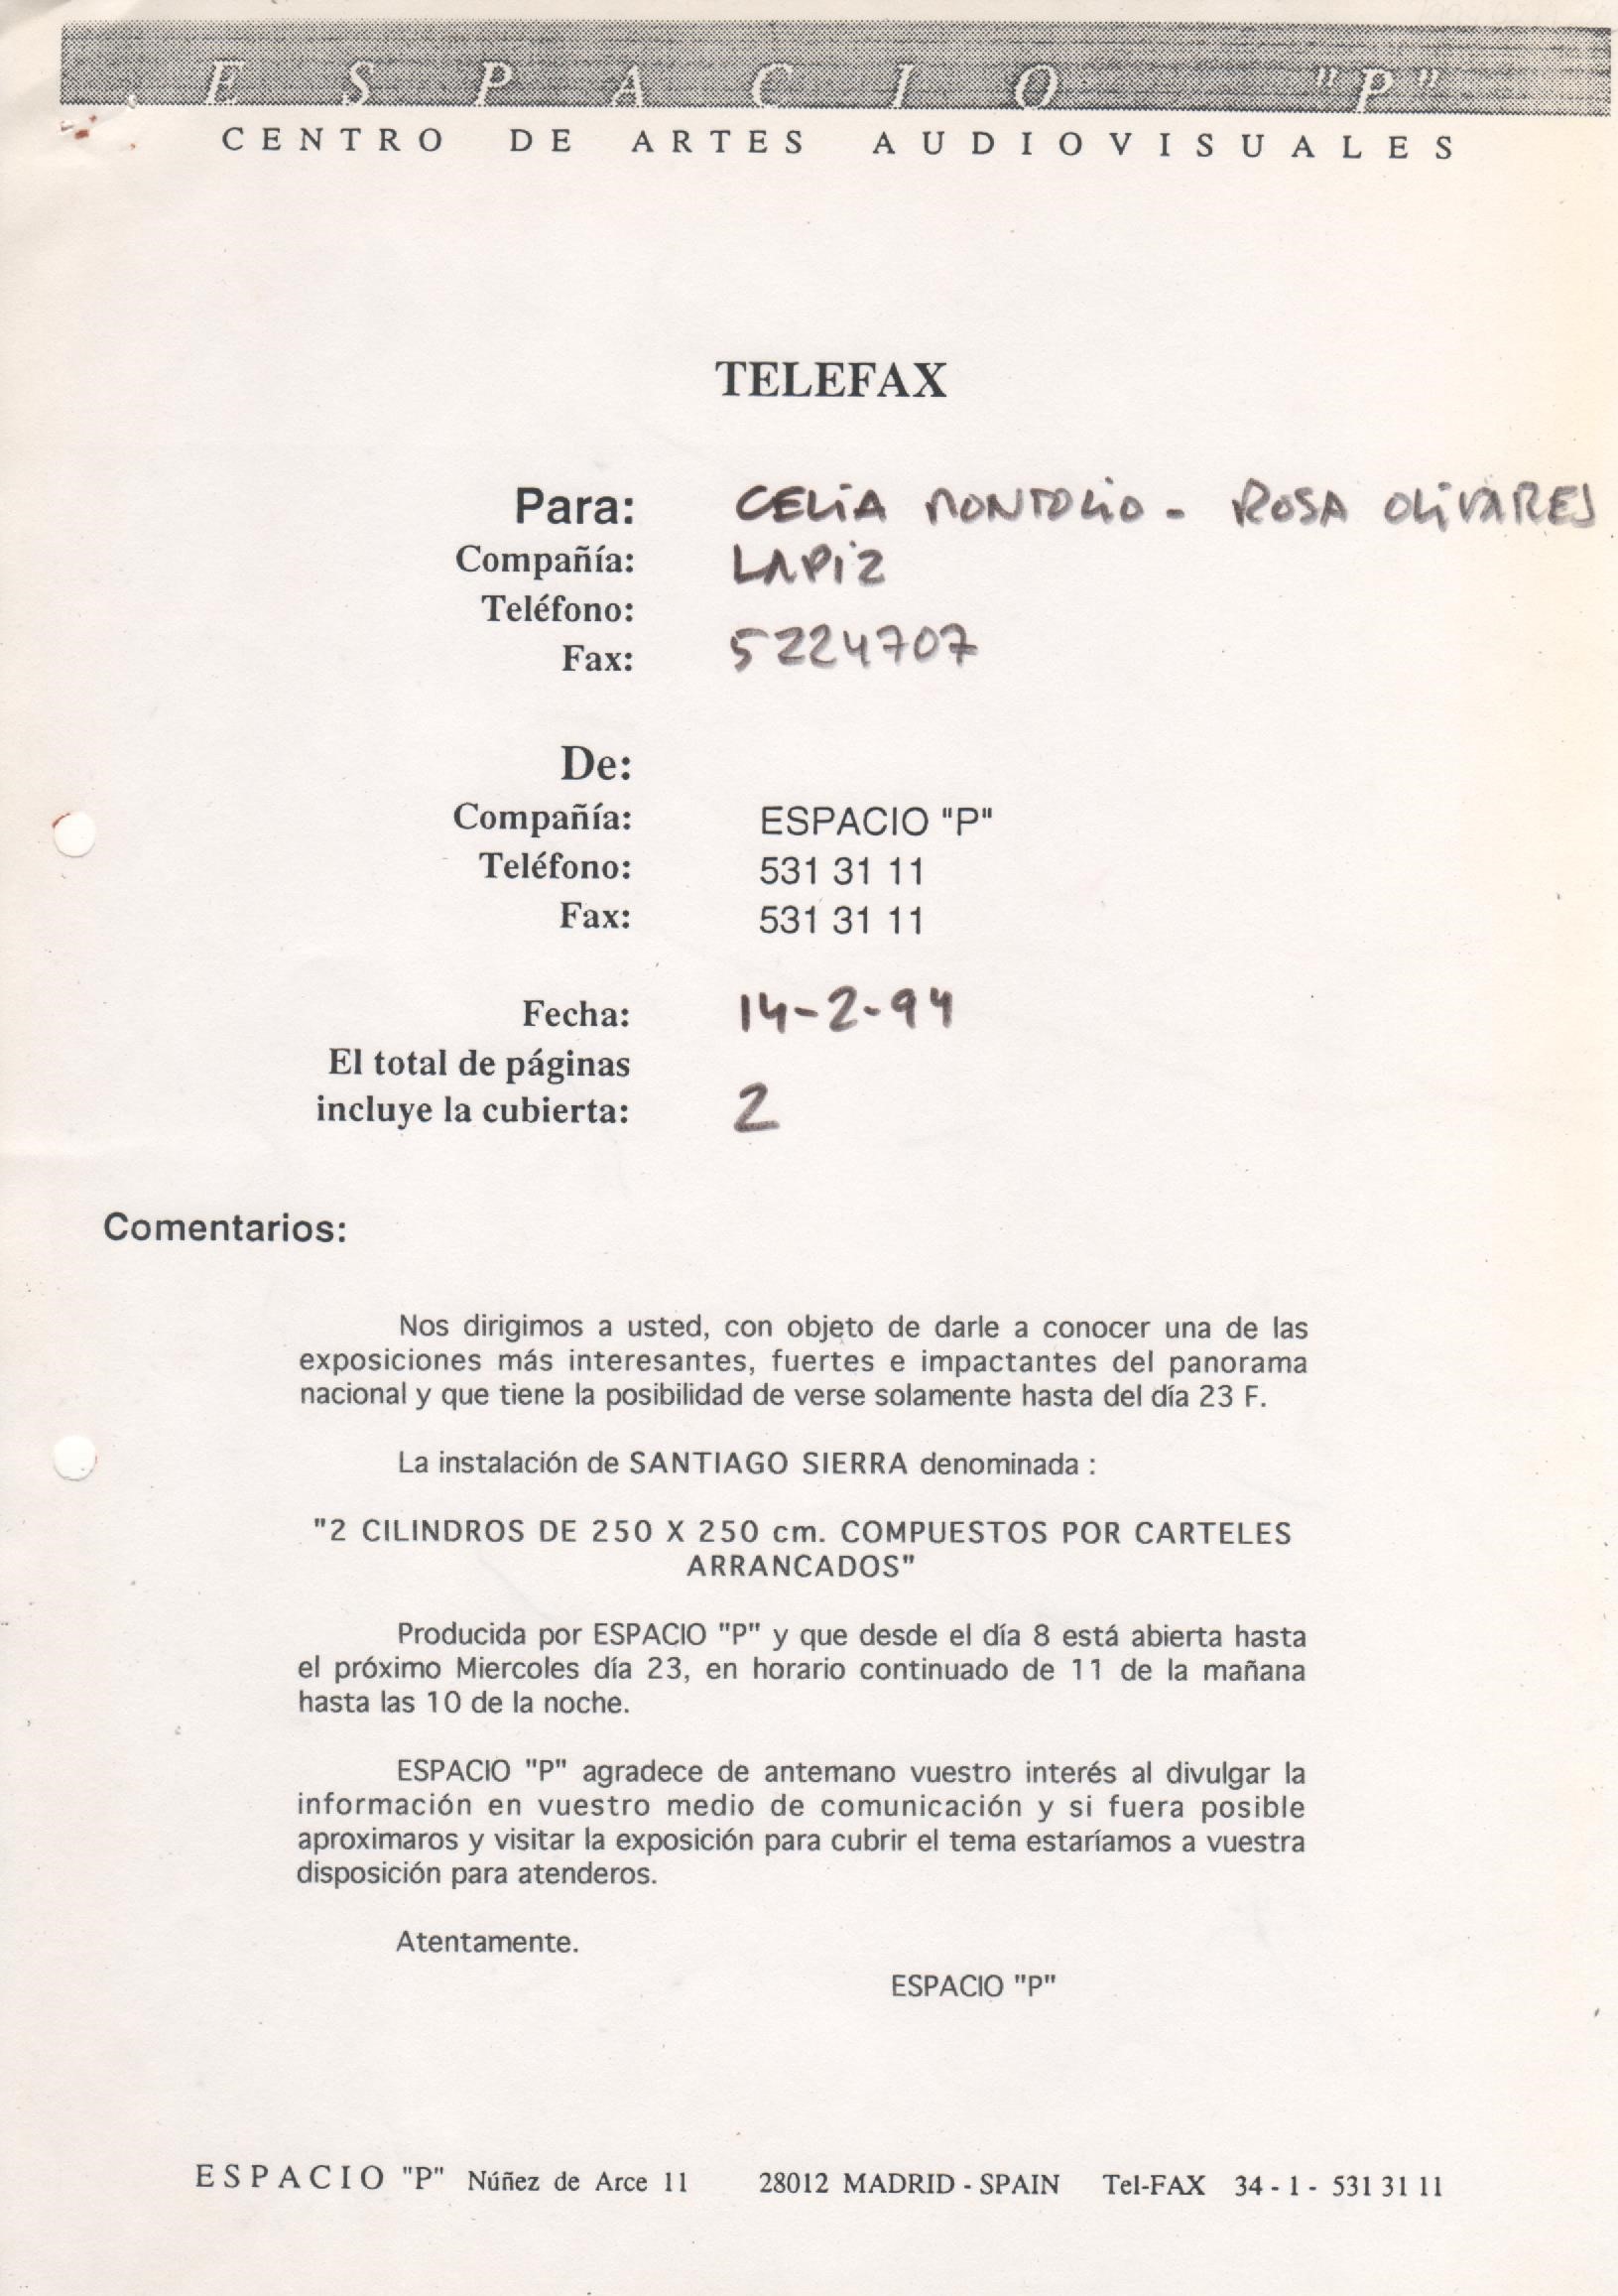 ESPACIO "P"
CENTRO DE ARTES AUDIOVISUALES
TELEFAX
Para: CELIA MONTOLIO - ROSA OLIVARES
Compañía: LAPIZ
Teléfono:
Fax: 5224707
De:
Compañía: ESPACIO "P"
Teléfono: 531 31 11
Fax: 531 31 11
Fecha: 14-2-94
El total de páginas
incluye la cubierta: 2
Comentarios:
Nos dirigimos a usted, con objeto de darle a conocer una de las
exposiciones más interesantes, fuertes e impactantes del panorama
nacional y que tiene la posibilidad de verse solamente hasta del día 23 F.
La instalación de SANTIAGO SIERRA denominada :
"2 CILINDROS DE 250 X 250 cm. COMPUESTOS POR CARTELES
ARRANCADOS"
Producida por ESPACIO "P" y que desde el día 8 está abierta hasta
el próximo Miercoles día 23, en horario continuado de 11 de la mañana
hasta las 10 de la noche.
ESPACIO "P" agradece de antemano vuestro interés al divulgar la
información en vuestro medio de comunicación y si fuera posible
aproximaros y visitar la exposición para cubrir el tema estaríamos a vuestra
disposición para atenderos.
Atentamente.
ESPACIO "P"
ESPACIO "P" Núñez de Arce 11 28012 MADRID - SPAIN Tel-FAX 34 - 1 - 531 31 11